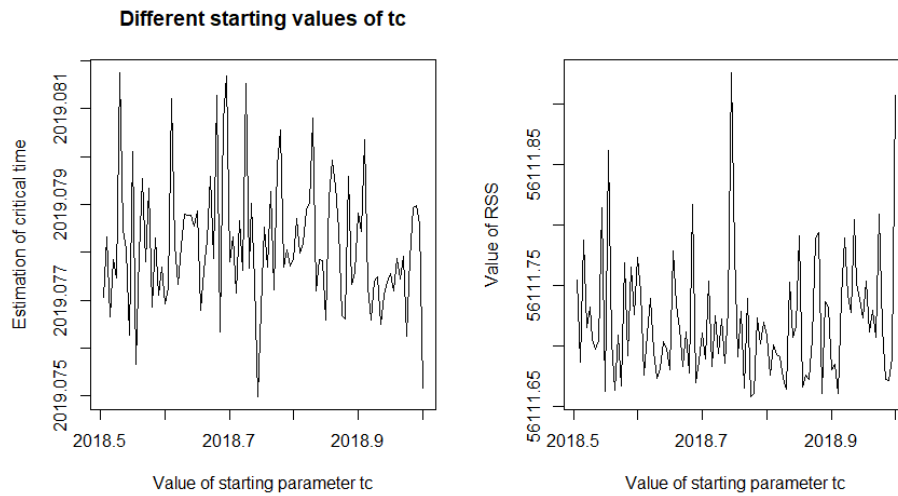 Different starting values of tc
Estimation of critical time
2019.081
2019.079
2019.077
2019.075
2018.5 2018.7 2018.9
Value of starting parameter tc
Value of RSS
56111.85
56111.75
56111.65
2018.5 2018.7 2018.9
Value of starting parameter tc